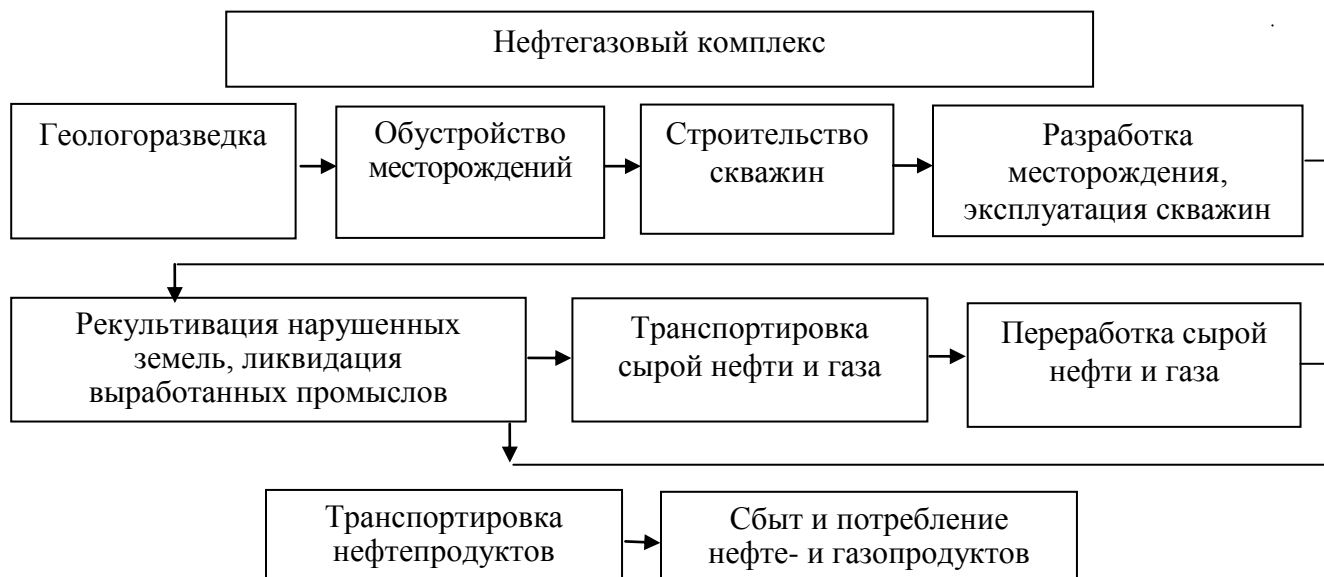 Нефтегазовый комплекс
Геологоразведка
Обустройство
месторождений
Строительство
скважин
Разработка
месторождения,
эксплуатация скважин
Рекультивация нарушенных
земель, ликвидация
выработанных промыслов
Транспортировка
сырой нефти и газа
Переработка сырой
нефти и газа
Транспортировка
нефтепродуктов
Сбыт и потребление
нефте- и газопродуктов